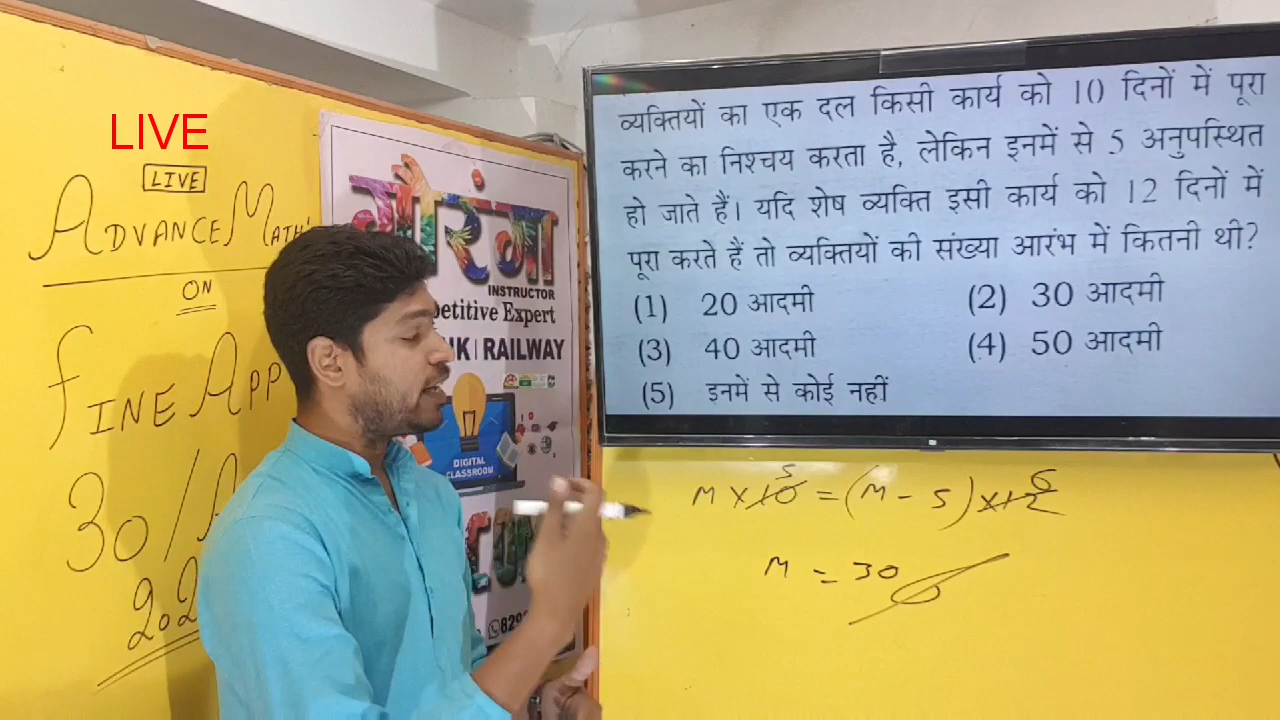 LIVE
LIVE
ADVANCE MATH'
ON
FINE APP
30/A
202
गौरंगा
INSTRUCTOR
petitive Expert
NK | RAILWAY
DIGITAL
CLASSROOM
829
व्यक्तियों का एक दल किसी कार्य को 10 दिनों में पूरा
करने का निश्चय करता है, लेकिन इनमें से 5 अनुपस्थित
हो जाते हैं। यदि शेष व्यक्ति इसी कार्य को 12 दिनों में
पूरा करते हैं तो व्यक्तियों की संख्या आरंभ में कितनी थी?
(1) 20 आदमी (2) 30 आदमी
(3) 40 आदमी (4) 50 आदमी
(5) इनमें से कोई नहीं
5 6
M × 10 = (M - 5) × 12
M = 30